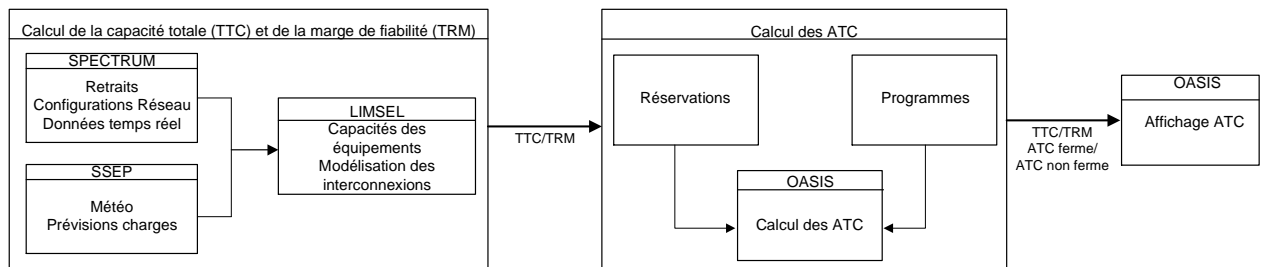 Calcul de la capacité totale (TTC) et de la marge de fiabilité (TRM)
SPECTRUM
Retraits
Configurations Réseau
Données temps réel
SSEP
Météo
Prévisions charges
LIMSEL
Capacités des
équipements
Modélisation des
interconnexions
TTC/TRM
Calcul des ATC
Réservations
Programmes
OASIS
Calcul des ATC
TTC/TRM
ATC ferme/
ATC non ferme
OASIS
Affichage ATC